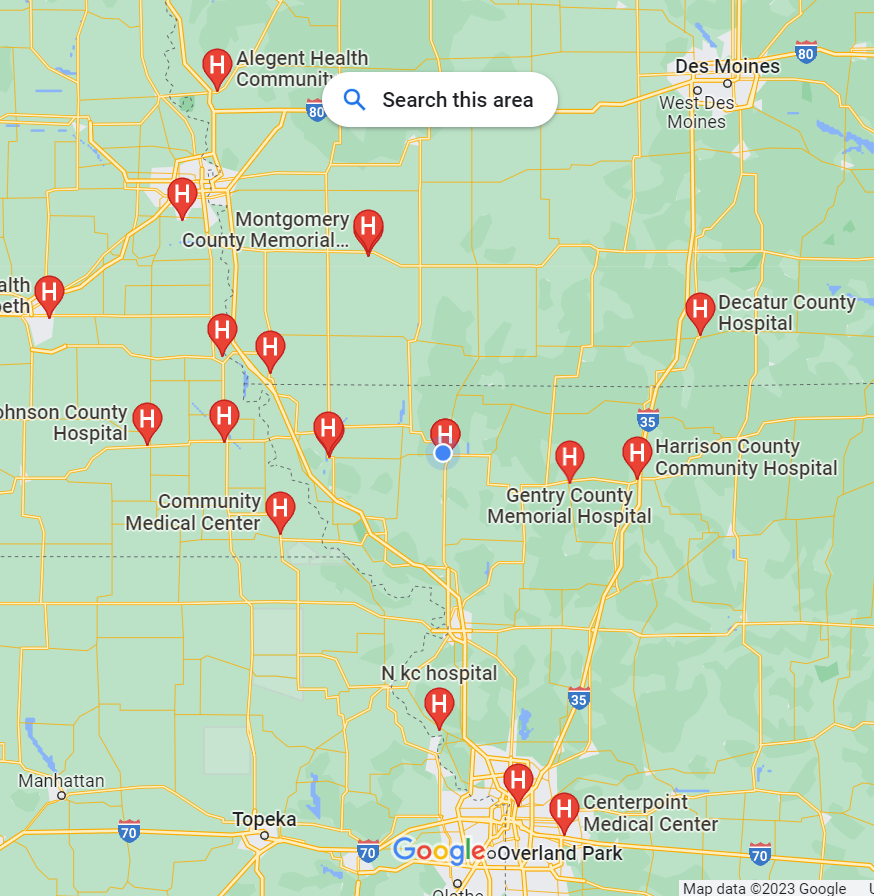 H
Alegent Health
Community
80
Search this area
Des Moines
80
West Des
Moines
H
Montgomery
County Memorial...
H
alth
beth
H
H
H
H
Decatur County
Hospital
ohnson County
Hospital
H
H
H
H
35
H
H
Harrison County
Community Hospital
Gentry County
Memorial Hospital
Community
Medical Center
H
N kc hospital
H
35
Manhattan
H
H
Centerpoint
Medical Center
70
Topeka
70
Google
Overland Park
70
Olathe
Map data ©2023 Google